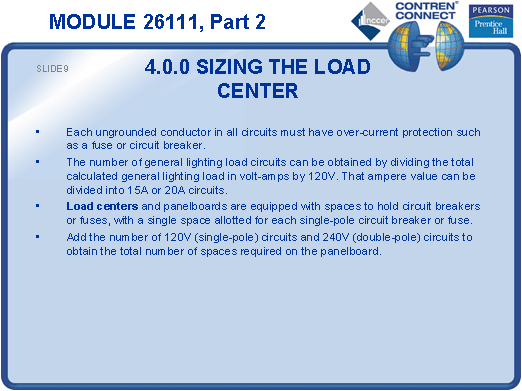 MODULE 26111, Part 2
nccer
CONTREN®
CONNECT
PEARSON
Prentice
Hall
SLIDE9
4.0.0 SIZING THE LOAD
CENTER
• Each ungrounded conductor in all circuits must have over-current protection such
as a fuse or circuit breaker.
• The number of general lighting load circuits can be obtained by dividing the total
calculated general lighting load in volt-amps by 120V. That ampere value can be
divided into 15A or 20A circuits.
• Load centers and panelboards are equipped with spaces to hold circuit breakers
or fuses, with a single space allotted for each single-pole circuit breaker or fuse.
• Add the number of 120V (single-pole) circuits and 240V (double-pole) circuits to
obtain the total number of spaces required on the panelboard.